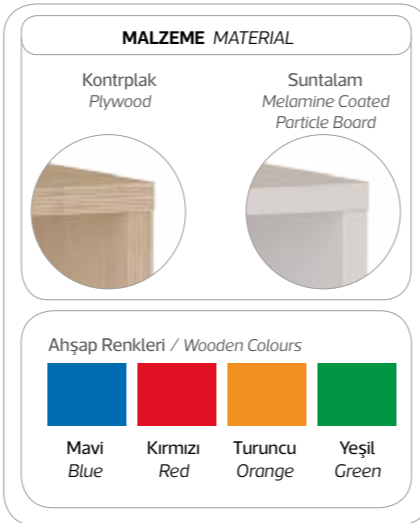 MALZEME MATERIAL
Kontrplak
Plywood
Suntalam
Melamine Coated
Particle Board
Ahşap Renkleri / Wooden Colours
Mavi
Blue
Kırmızı
Red
Turuncu
Orange
Yeşil
Green